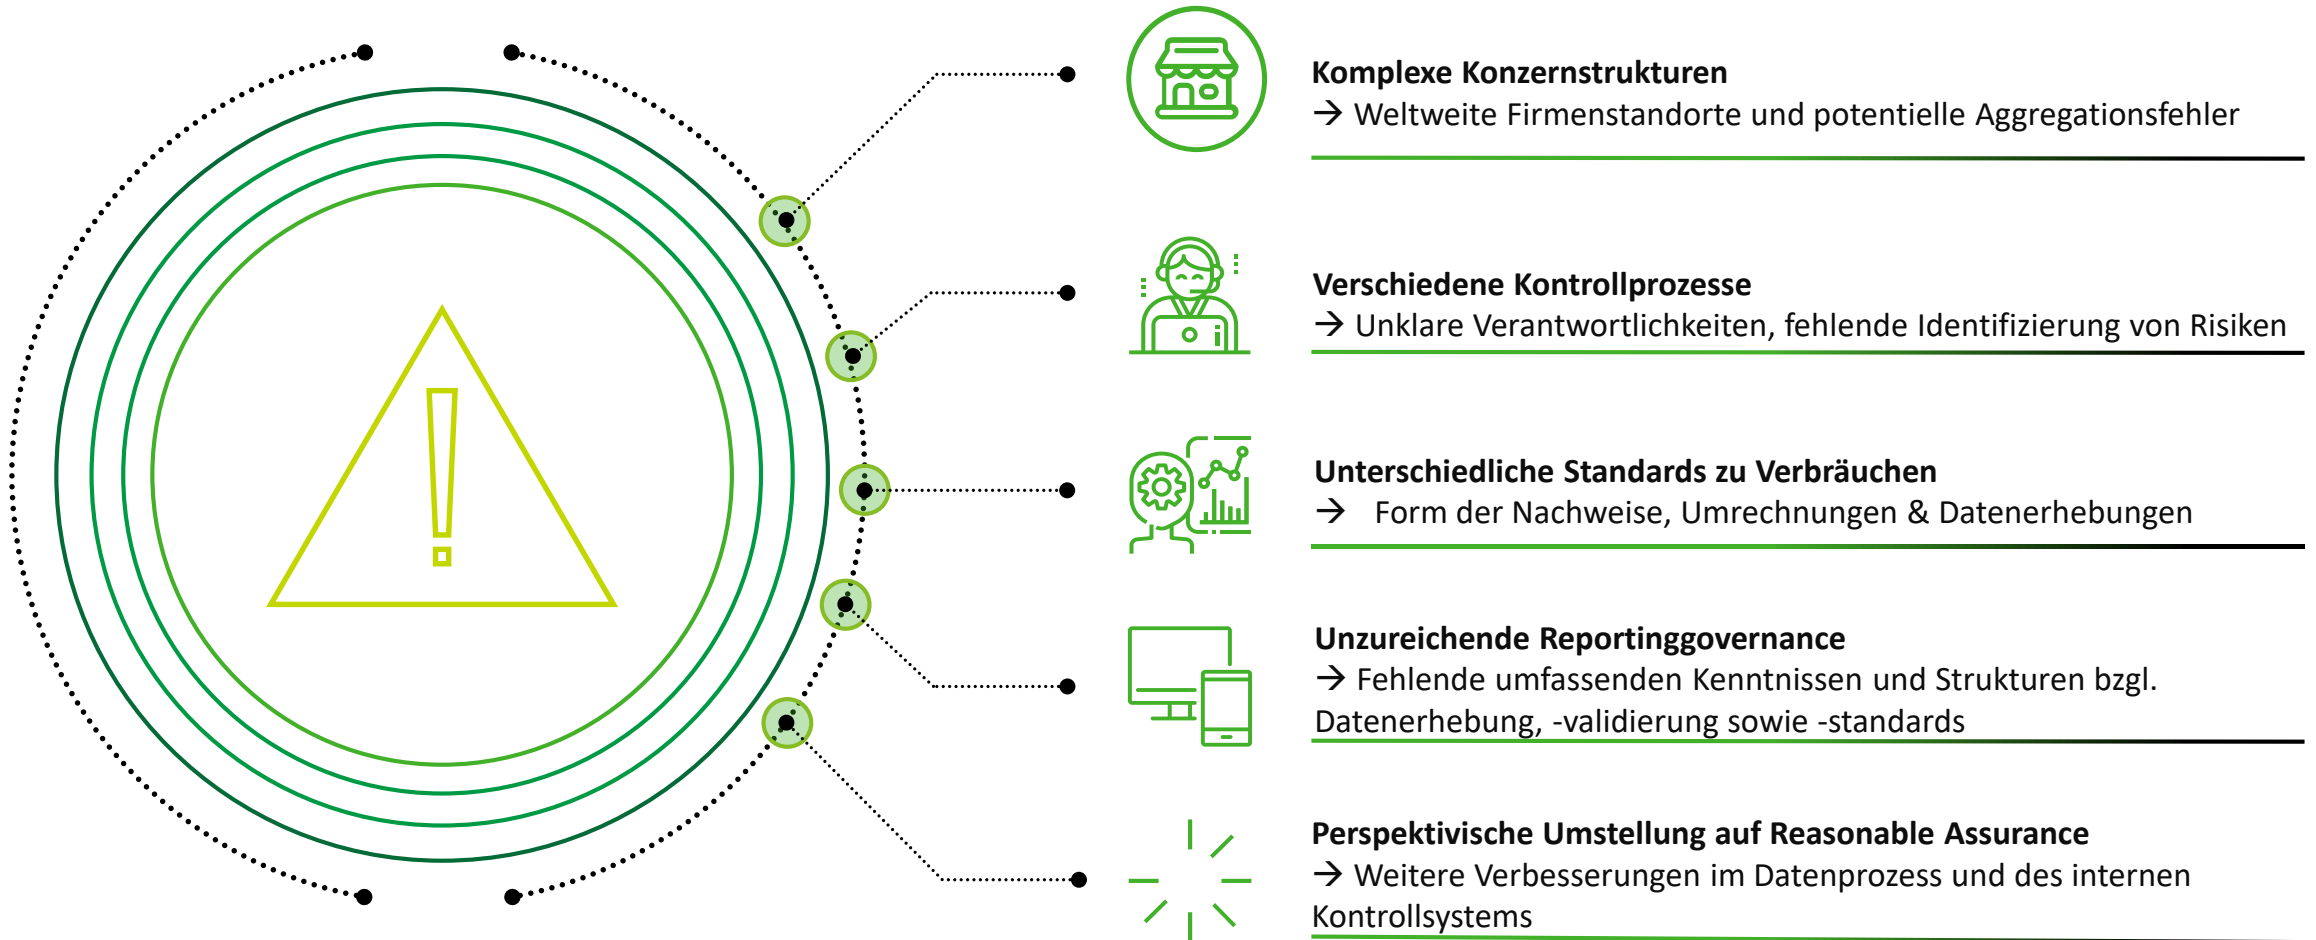 Komplexe Konzernstrukturen
→ Weltweite Firmenstandorte und potentielle Aggregationsfehler
Verschiedene Kontrollprozesse
→ Unklare Verantwortlichkeiten, fehlende Identifizierung von Risiken
Unterschiedliche Standards zu Verbräuchen
→ Form der Nachweise, Umrechnungen & Datenerhebungen
Unzureichende Reportinggovernance
→ Fehlende umfassenden Kenntnissen und Strukturen bzgl.
Datenerhebung, -validierung sowie -standards
Perspektivische Umstellung auf Reasonable Assurance
→ Weitere Verbesserungen im Datenprozess und des internen
Kontrollsystems